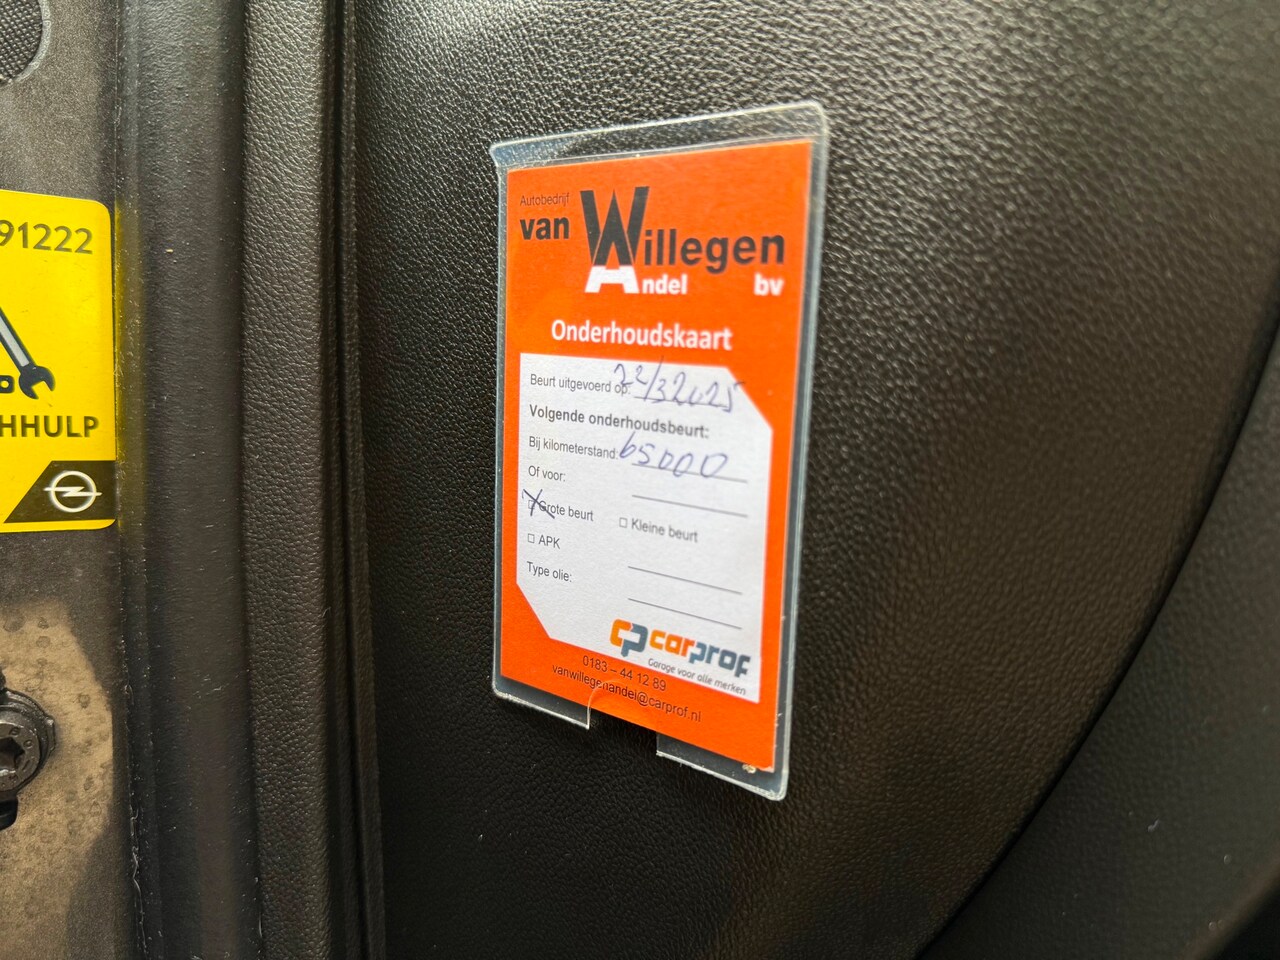 91222
HHULP
Autobedrijf
van Willegen
Andel bv
Onderhoudskaart
Beurt uitgevoerd op: 22/3 2025
Volgende onderhoudsbeurt:
Bij kilometerstand: 65000
Of voor:
Grote beurt □ Kleine beurt
□ APK
Type olie:
CP carprof
Garage voor alle merken
0183 – 44 12 89
vanwillegenandel@carprof.nl